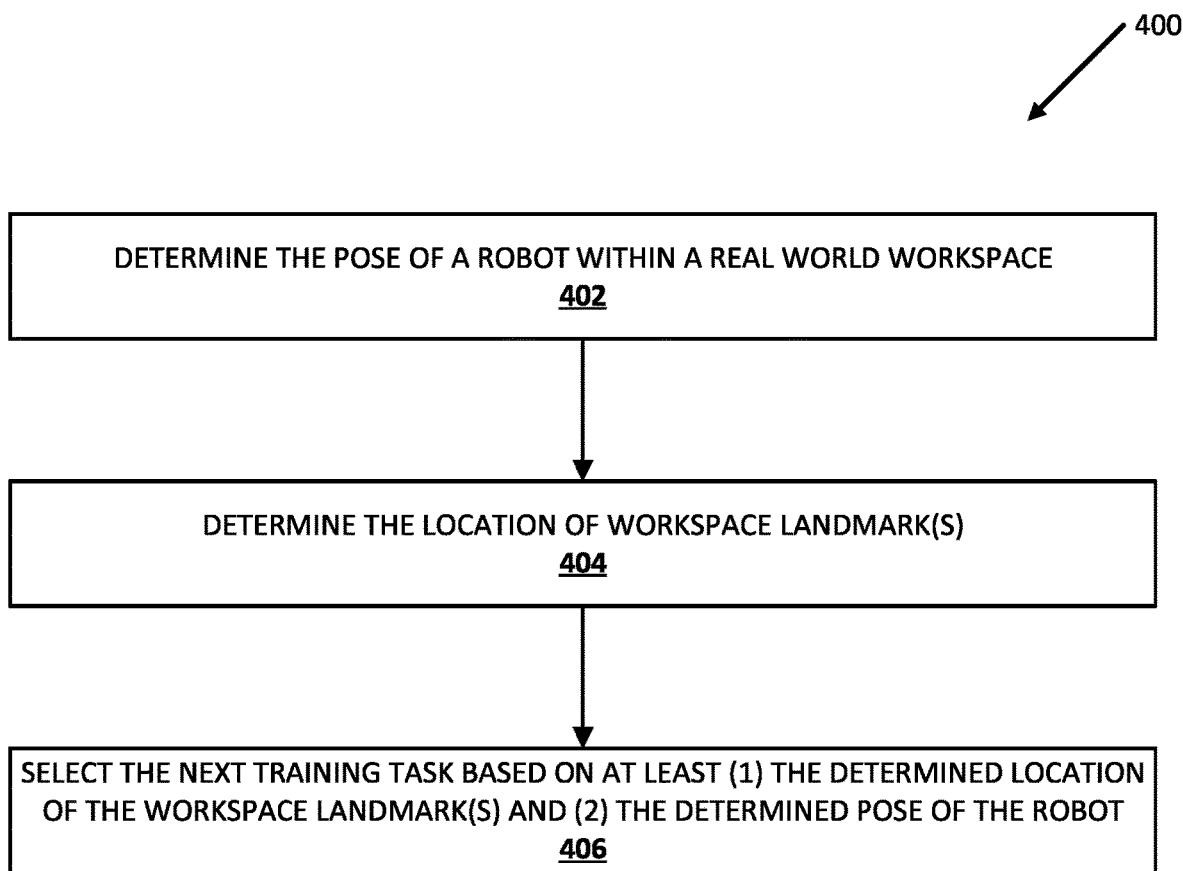 400
DETERMINE THE POSE OF A ROBOT WITHIN A REAL WORLD WORKSPACE
402
DETERMINE THE LOCATION OF WORKSPACE LANDMARK(S)
404
SELECT THE NEXT TRAINING TASK BASED ON AT LEAST (1) THE DETERMINED LOCATION
OF THE WORKSPACE LANDMARK(S) AND (2) THE DETERMINED POSE OF THE ROBOT
406